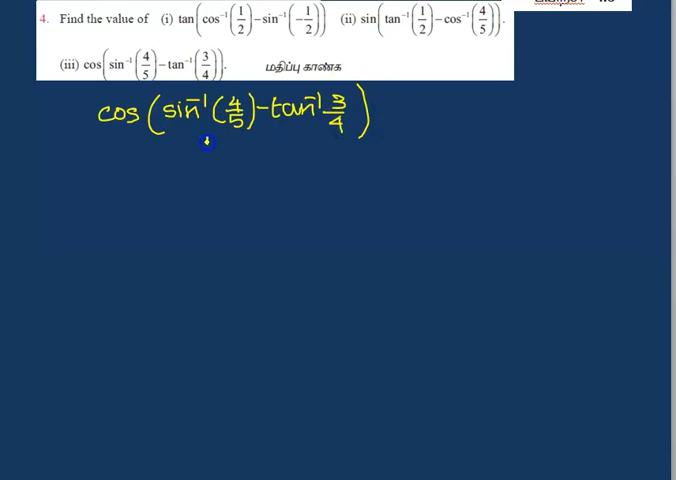 4. Find the value of (i) tan(cos⁻¹(1/2) − sin⁻¹(−1/2)) (ii) sin(tan⁻¹(1/2) − cos⁻¹(4/5)).
(iii) cos(sin⁻¹(4/5) − tan⁻¹(3/4)). மதிப்பு காண்க
cos(sin⁻¹(4/5) − tan⁻¹ 3/4)